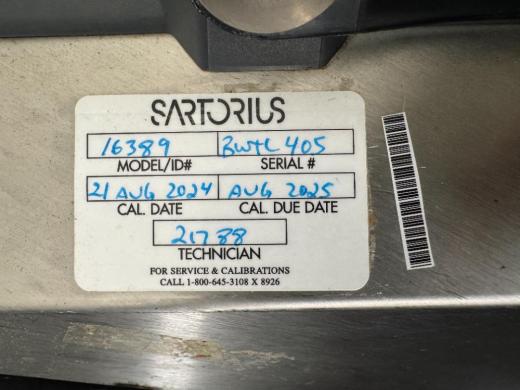 SARTORIUS
16389 BWTL 405
MODEL/ID# SERIAL #
21 AUG 2024 AUG 2025
CAL. DATE CAL. DUE DATE
21788
TECHNICIAN
FOR SERVICE & CALIBRATIONS
CALL 1-800-645-3108 X 8926